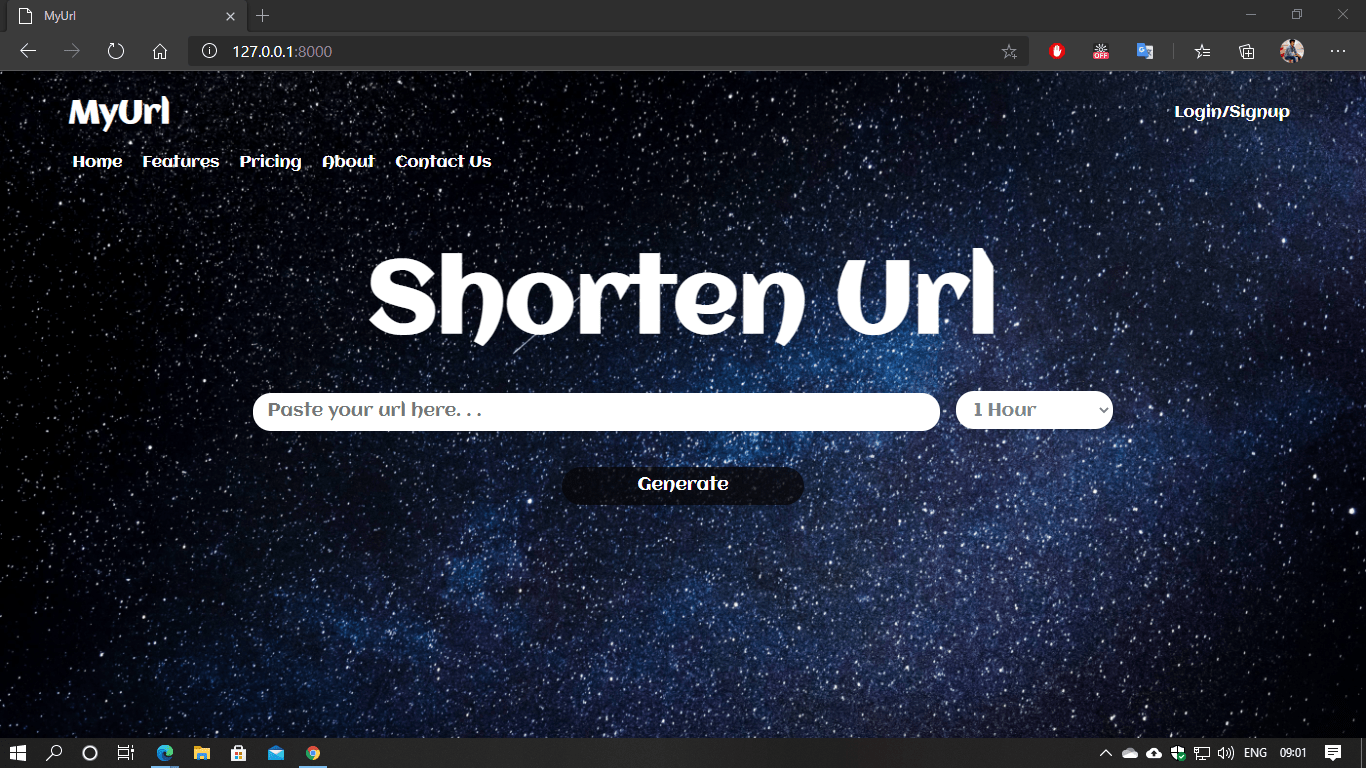 MyUrl
127.0.0.1:8000
OFF
MyUrl
Login/Signup
Home Features Pricing About Contact Us
Shorten Url
Paste your url here. . .
1 Hour
Generate
ENG 09:01